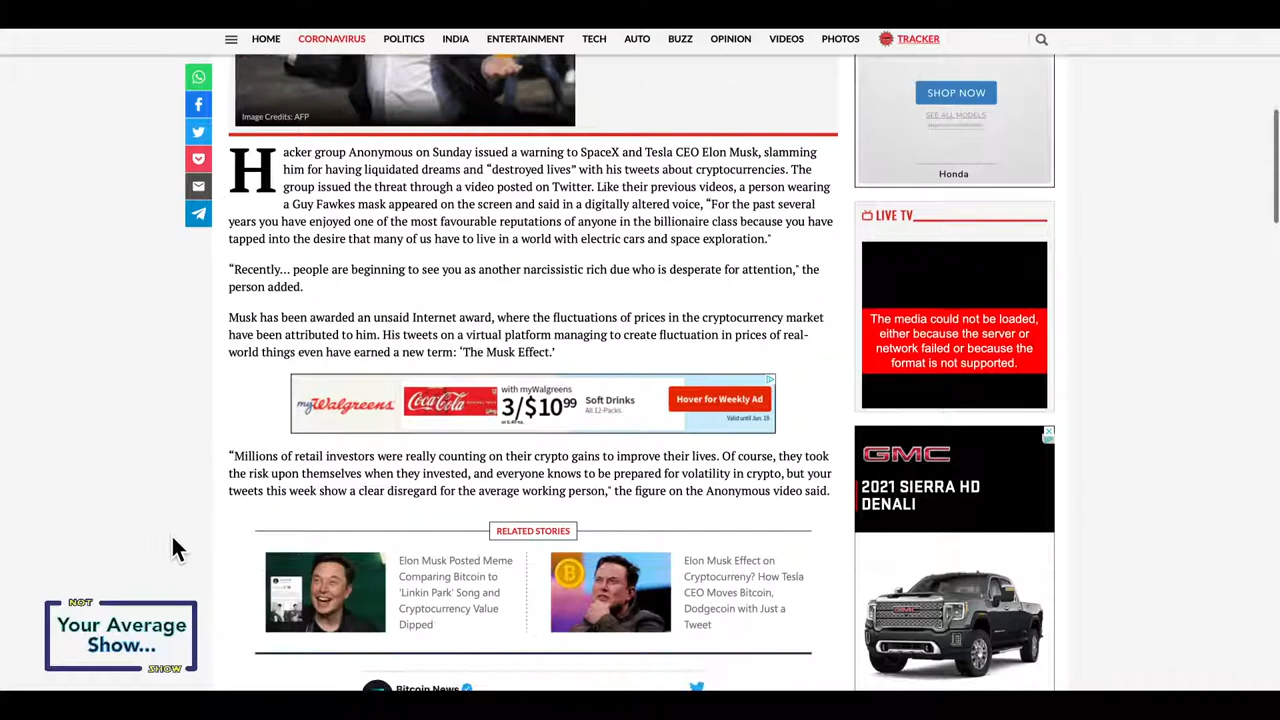 HOME CORONAVIRUS POLITICS INDIA ENTERTAINMENT TECH AUTO BUZZ OPINION VIDEOS PHOTOS TRACKER
Image Credits: AFP
Hacker group Anonymous on Sunday issued a warning to SpaceX and Tesla CEO Elon Musk, slamming
him for having liquidated dreams and “destroyed lives” with his tweets about cryptocurrencies. The
group issued the threat through a video posted on Twitter. Like their previous videos, a person wearing
a Guy Fawkes mask appeared on the screen and said in a digitally altered voice, “For the past several
years you have enjoyed one of the most favourable reputations of anyone in the billionaire class because you have
tapped into the desire that many of us have to live in a world with electric cars and space exploration."
“Recently... people are beginning to see you as another narcissistic rich due who is desperate for attention," the
person added.
Musk has been awarded an unsaid Internet award, where the fluctuations of prices in the cryptocurrency market
have been attributed to him. His tweets on a virtual platform managing to create fluctuation in prices of real-
world things even have earned a new term: ‘The Musk Effect.’
myWalgreens
Coca-Cola
with myWalgreens
3/$10⁹⁹
Soft Drinks
All 12-Packs.
Hover for Weekly Ad
Valid until Jun. 19
“Millions of retail investors were really counting on their crypto gains to improve their lives. Of course, they took
the risk upon themselves when they invested, and everyone knows to be prepared for volatility in crypto, but your
tweets this week show a clear disregard for the average working person," the figure on the Anonymous video said.
RELATED STORIES
Elon Musk Posted Meme
Comparing Bitcoin to
'Linkin Park' Song and
Cryptocurrency Value
Dipped
Elon Musk Effect on
Cryptocurreny? How Tesla
CEO Moves Bitcoin,
Dodgecoin with Just a
Tweet
Bitcoin News
SHOP NOW
SEE ALL MODELS
Honda
LIVE TV
The media could not be loaded,
either because the server or
network failed or because the
format is not supported.
GMC
2021 SIERRA HD
DENALI
NOT
Your Average
Show...
SHOW